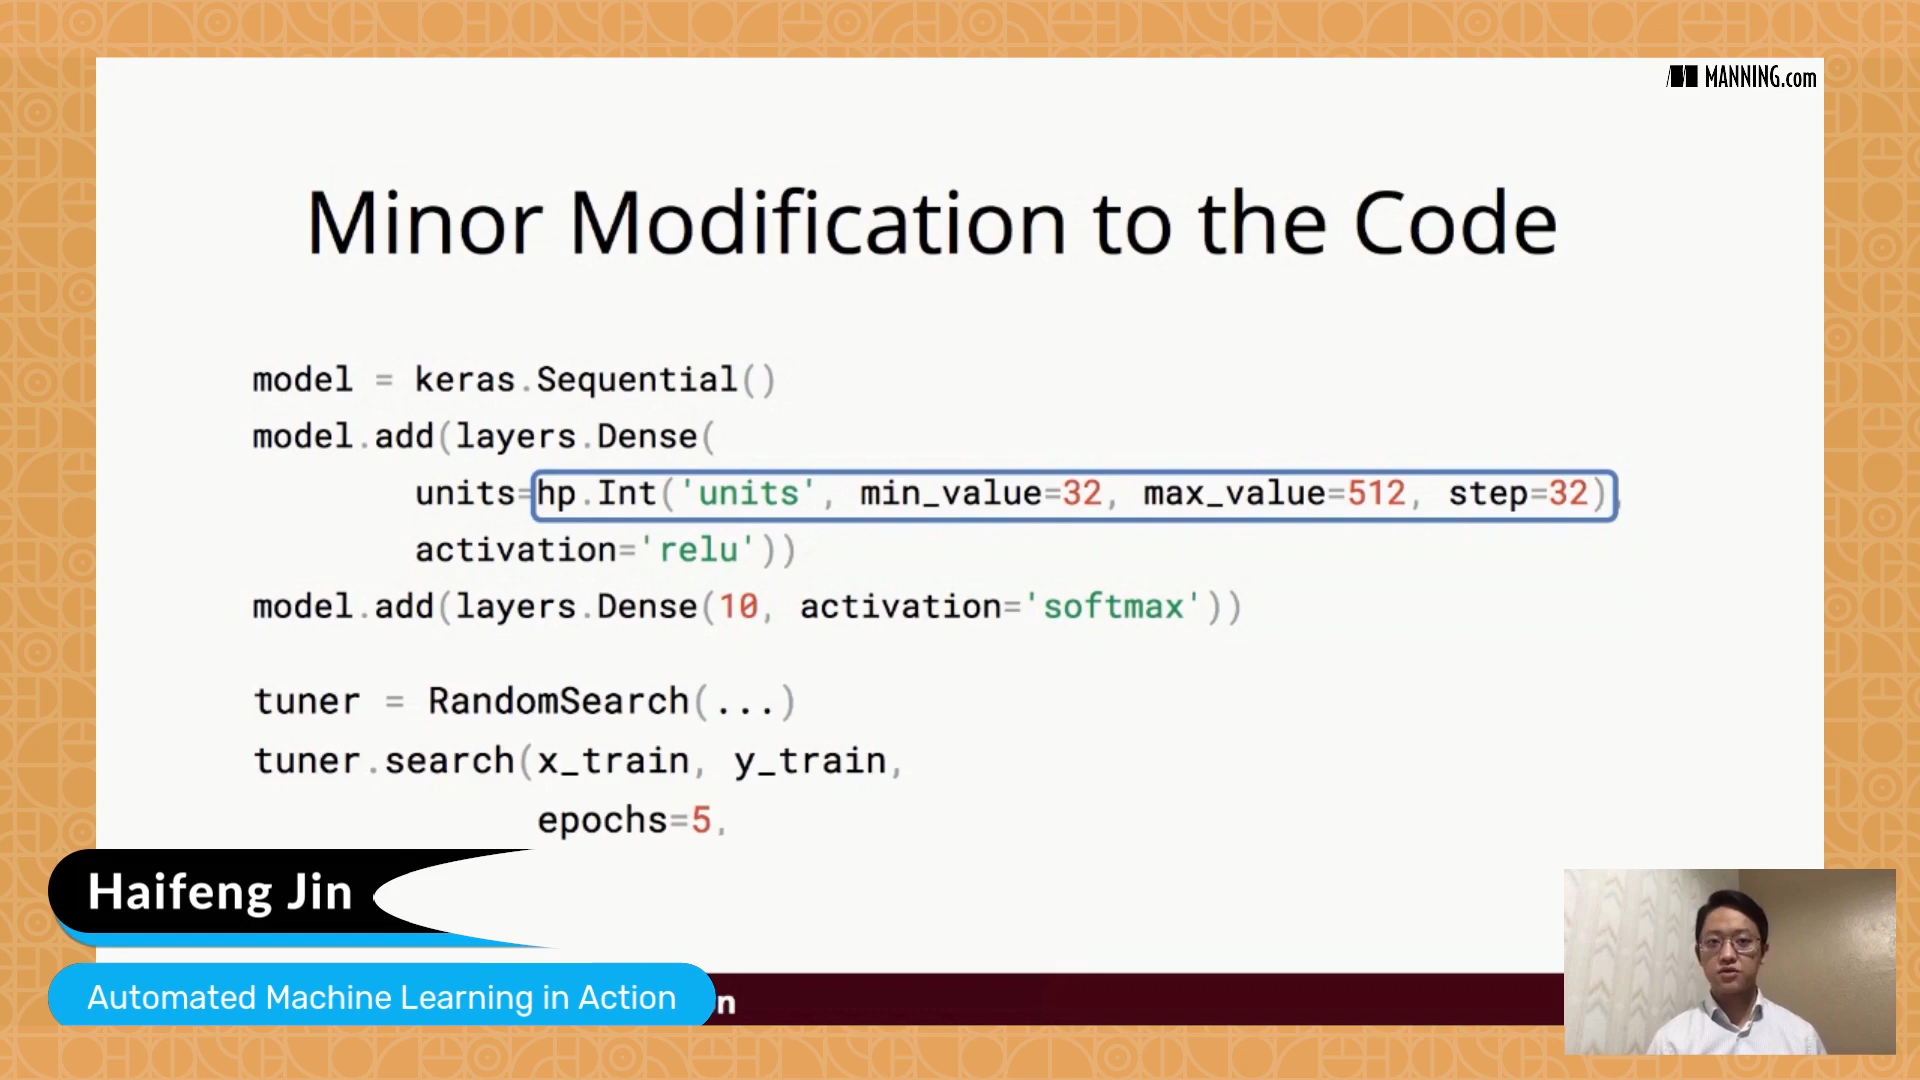 MANNING.com
Minor Modification to the Code
model = keras.Sequential()
model.add(layers.Dense(
units=hp.Int('units', min_value=32, max_value=512, step=32),
activation='relu'))
model.add(layers.Dense(10, activation='softmax'))
tuner = RandomSearch(...)
tuner.search(x_train, y_train,
epochs=5,
Haifeng Jin
Automated Machine Learning in Action